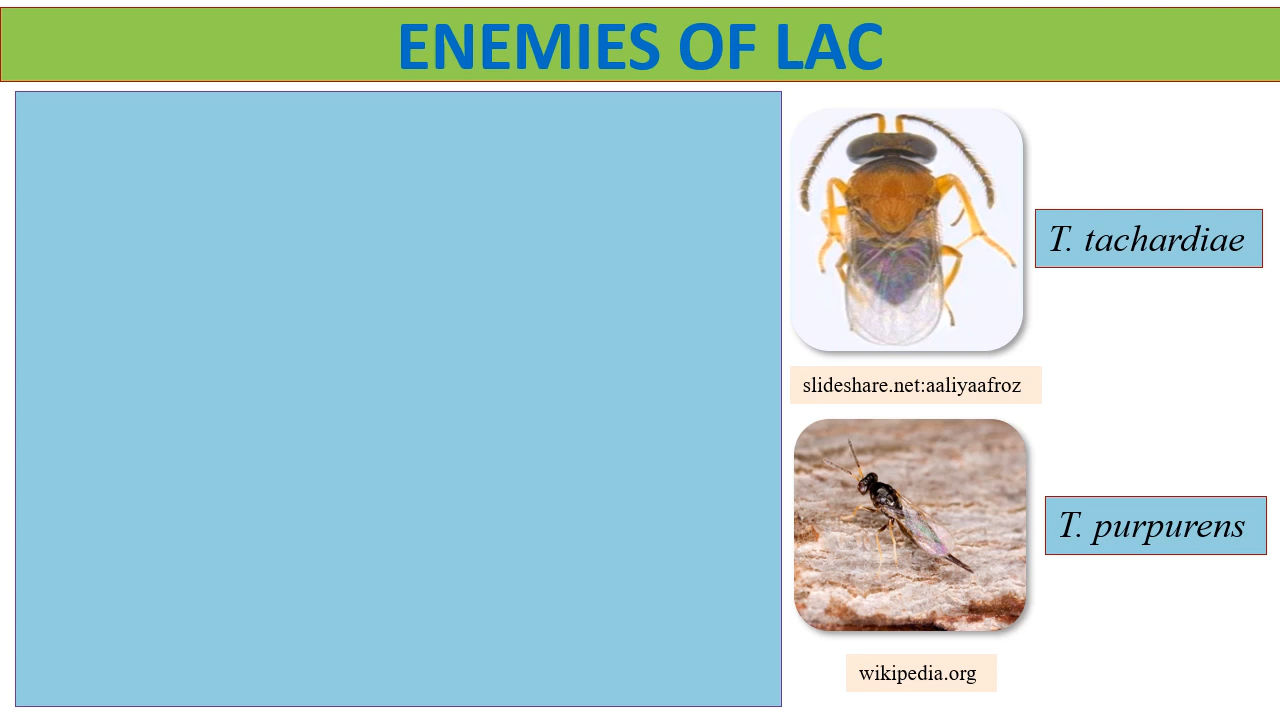 ENEMIES OF LAC
T. tachardiae
slideshare.net:aaliyaafroz
T. purpurens
wikipedia.org